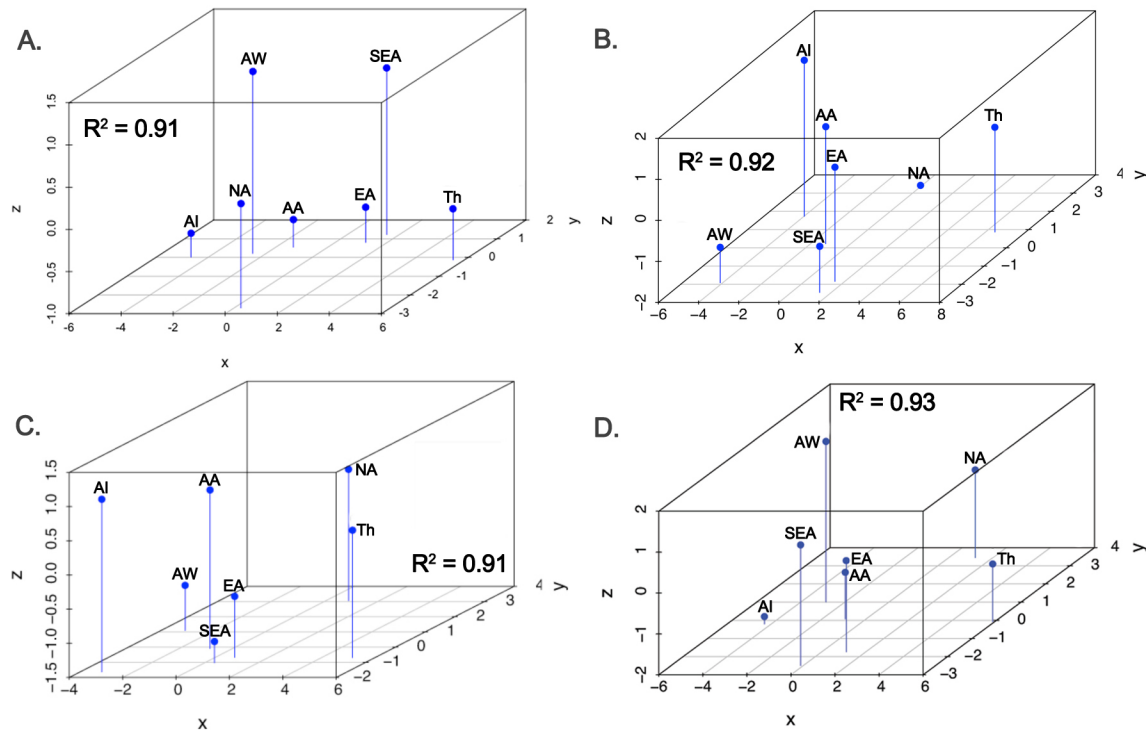 A.
AW
SEA
1.5
R² = 0.91
1.0
0.5
NA
AA
EA
Th
z
AI
0.0
2
y
1
0
-0.5
-1
-2
-1.0
-3
-6
-4
-2
0
2
4
6
x
B.
AI
AA
Th
2
R² = 0.92
EA
1
NA
4
y
3
z
0
AW
SEA
2
1
0
−1
−1
−2
−2
−3
−6
−4
−2
0
2
4
6
8
x
C.
1.5
NA
AI
AA
1.0
0.5
Th
R² = 0.91
z
0.0
AW
EA
4
y
3
−0.5
2
SEA
1
−1.0
0
−1
−1.5
−2
−4
−2
0
2
4
6
x
D.
R² = 0.93
AW
NA
2
SEA
1
EA
AA
Th
4
y
z
0
AI
3
2
1
0
−1
−1
−2
−2
−3
−6
−4
−2
0
2
4
6
x